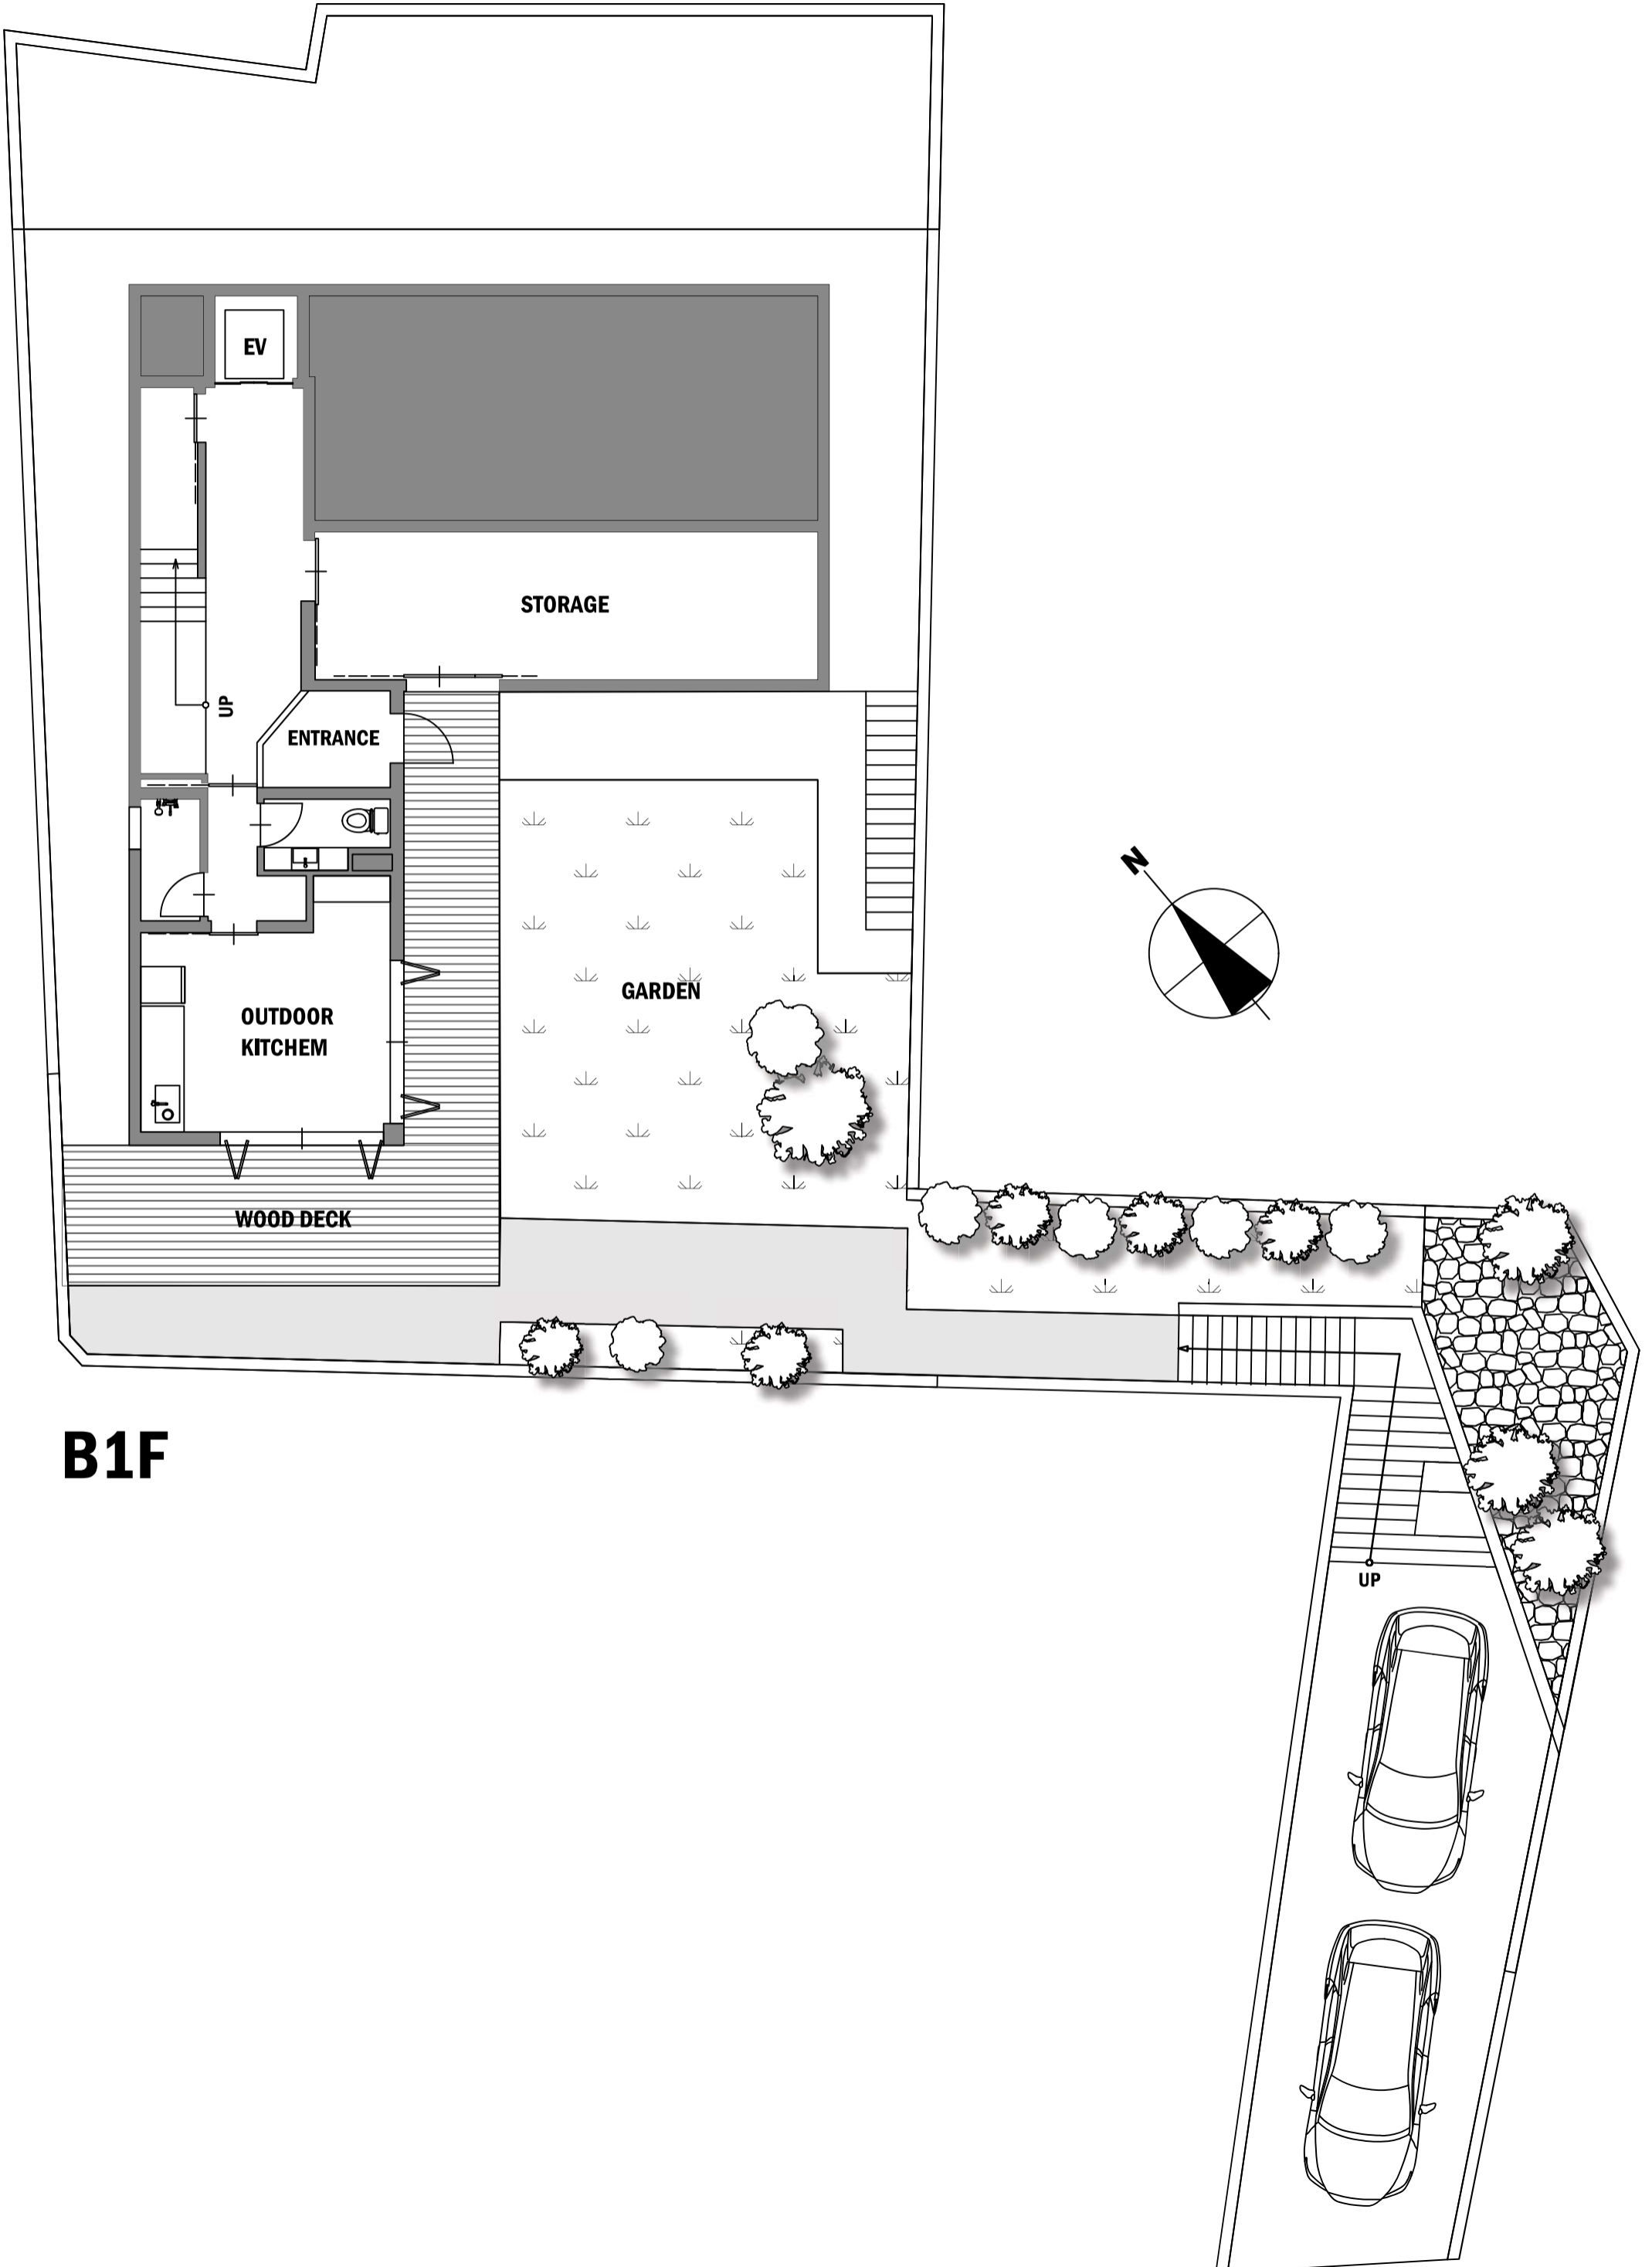 EV
STORAGE
UP
ENTRANCE
N
GARDEN
OUTDOOR
KITCHEM
WOOD DECK
B1F
UP